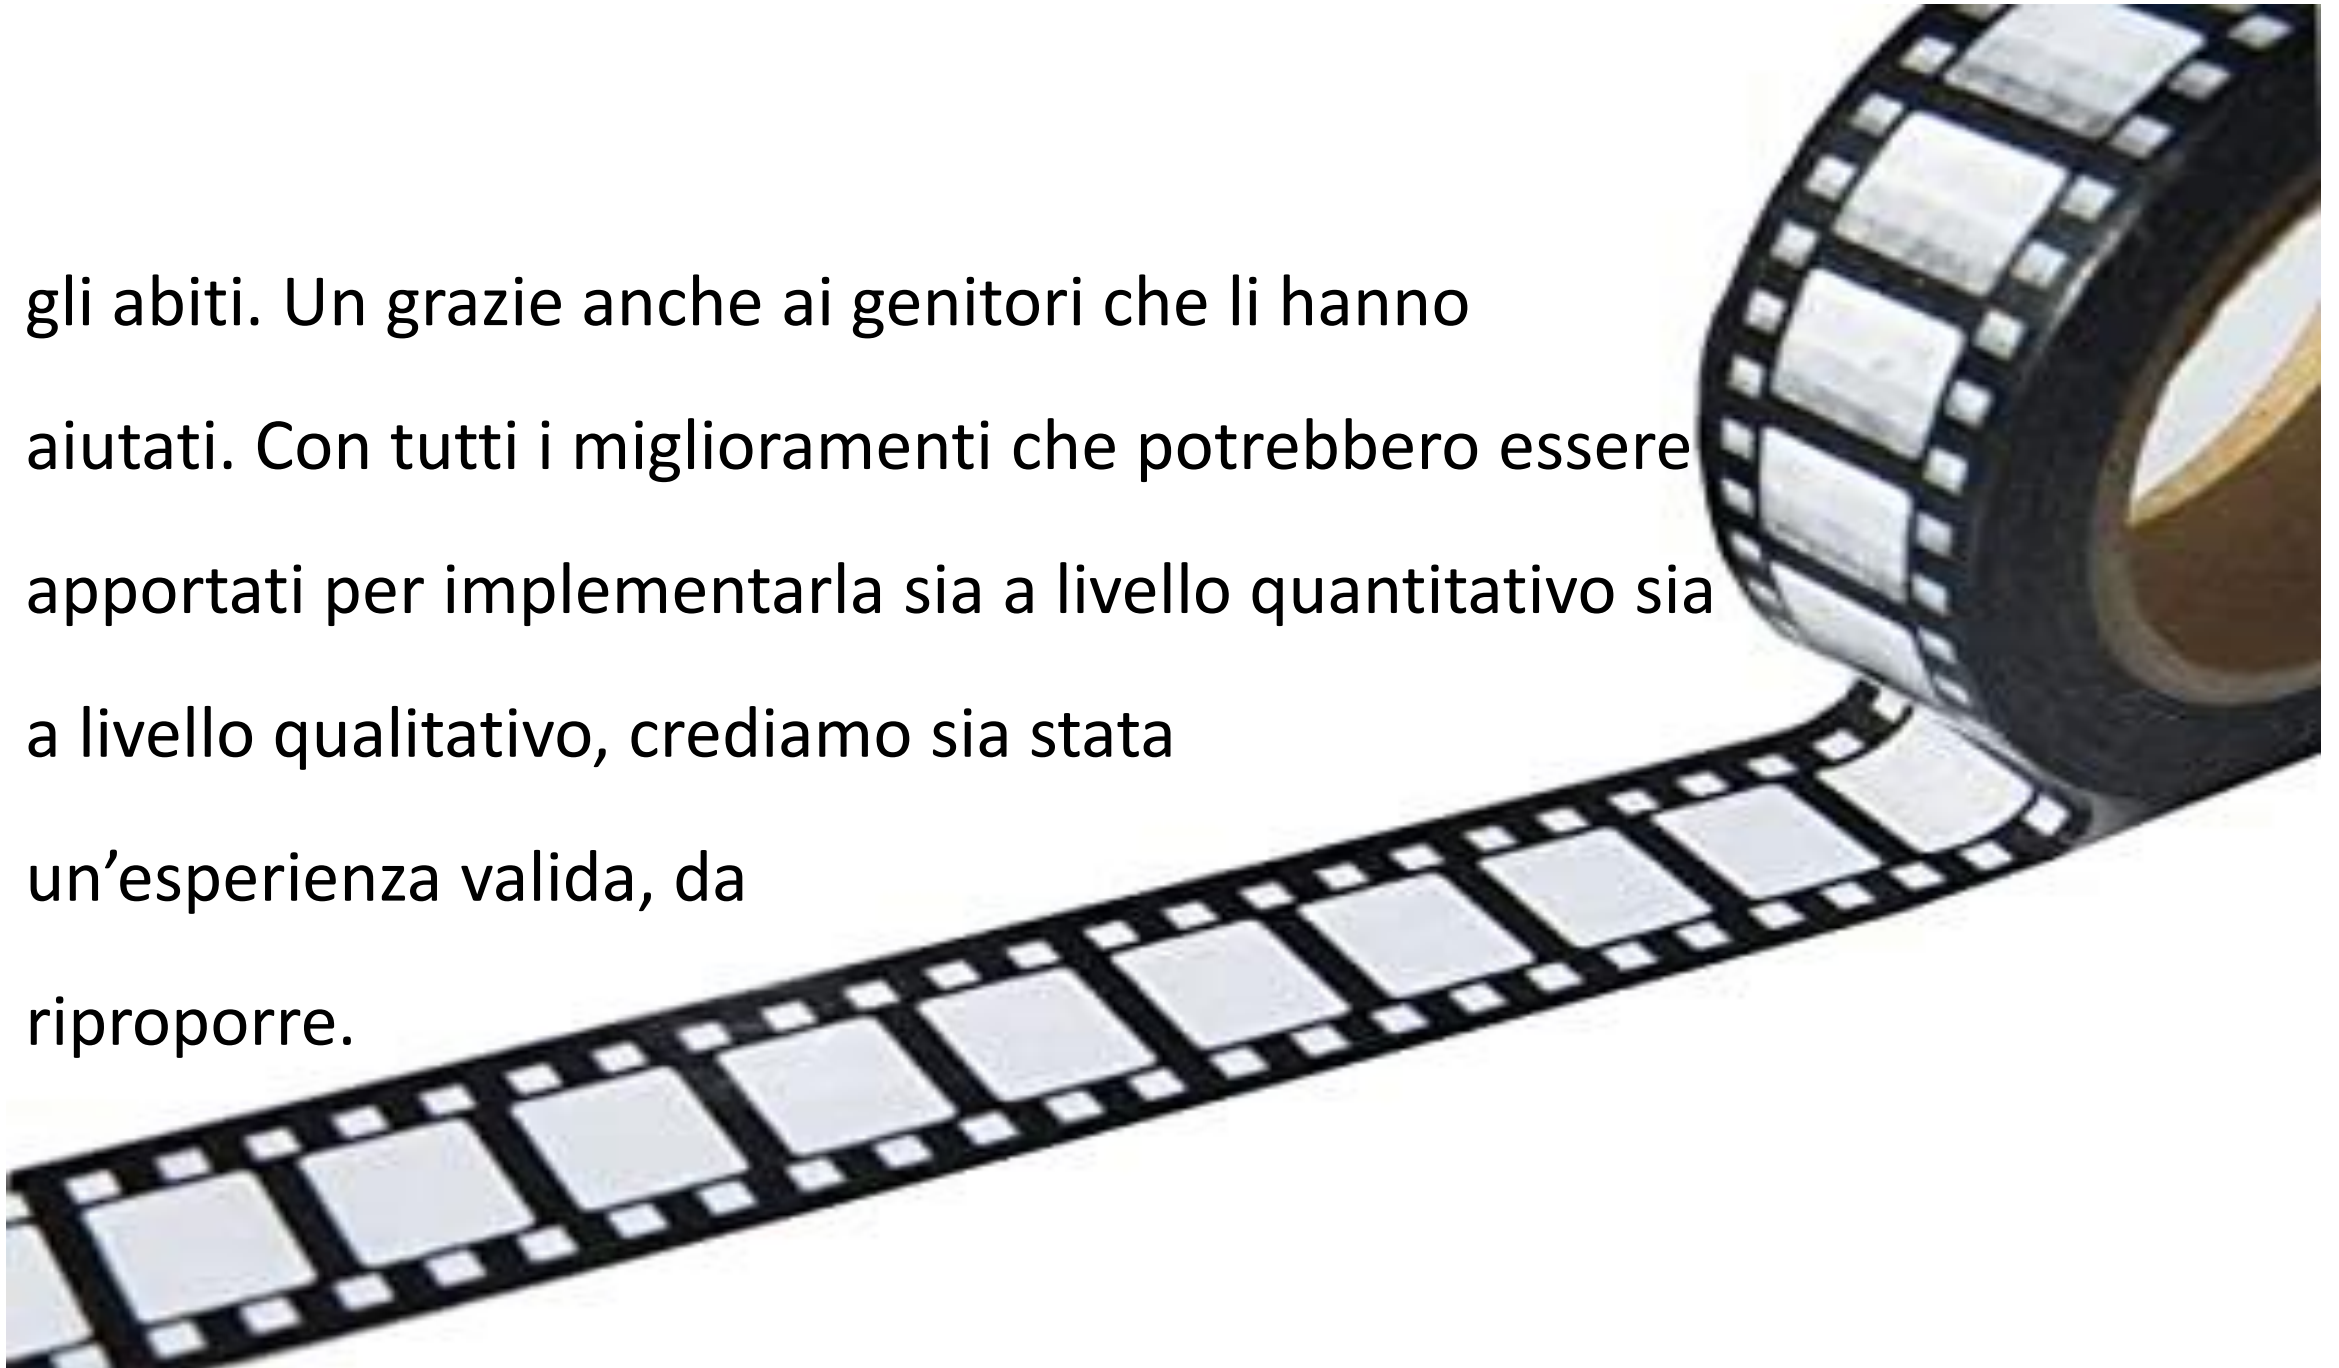 gli abiti. Un grazie anche ai genitori che li hanno
aiutati. Con tutti i miglioramenti che potrebbero essere
apportati per implementarla sia a livello quantitativo sia
a livello qualitativo, crediamo sia stata
un’esperienza valida, da
riproporre.